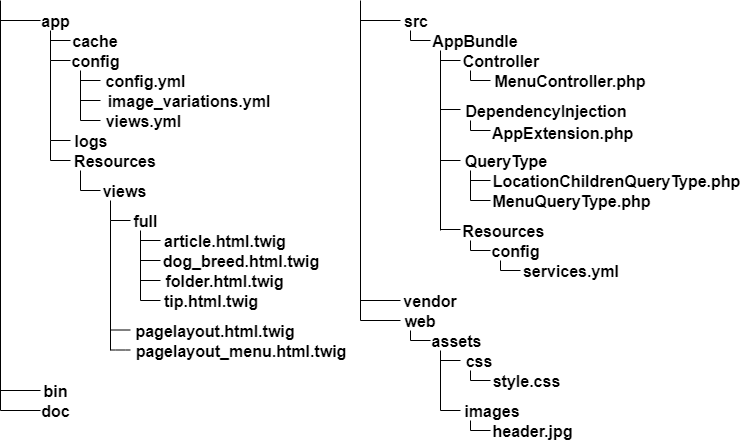 app
cache
config
config.yml
image_variations.yml
views.yml
logs
Resources
views
full
article.html.twig
dog_breed.html.twig
folder.html.twig
tip.html.twig
pagelayout.html.twig
pagelayout_menu.html.twig
bin
doc
src
AppBundle
Controller
MenuController.php
DependencyInjection
AppExtension.php
QueryType
LocationChildrenQueryType.php
MenuQueryType.php
Resources
config
services.yml
vendor
web
assets
css
style.css
images
header.jpg